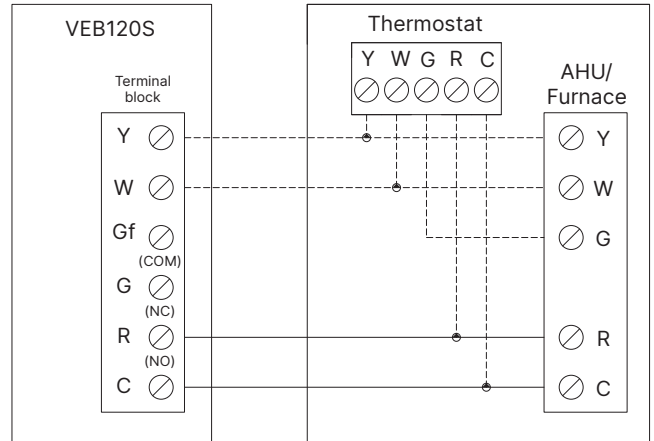 VEB120S
Terminal
block
Y
W
Gf
(COM)
G
(NC)
R
(NO)
C
Thermostat
Y W G R C
AHU/
Furnace
Y
W
G
R
C